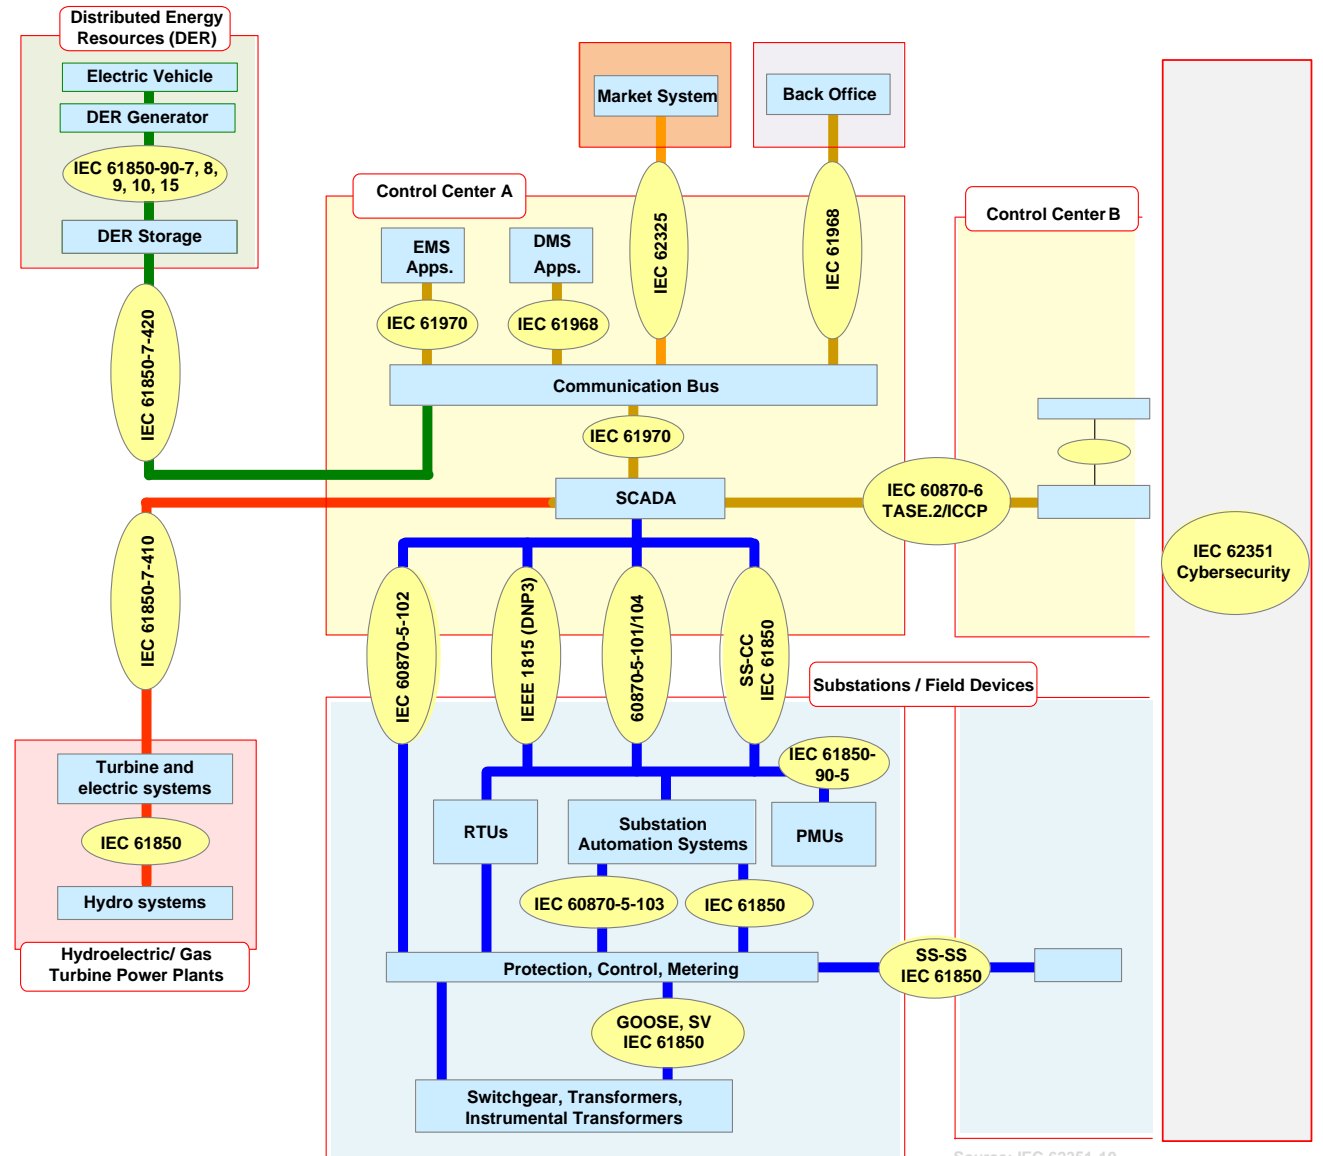 Distributed Energy
Resources (DER)
Electric Vehicle
DER Generator
IEC 61850-90-7, 8,
9, 10, 15
DER Storage
IEC 61850-7-420
Market System
Back Office
IEC 62325
IEC 61968
Control Center A
EMS
Apps.
DMS
Apps.
IEC 61970
IEC 61968
Communication Bus
IEC 61970
SCADA
IEC 60870-6
TASE.2/ICCP
Control Center B
IEC 62351
Cybersecurity
IEC 61850-7-410
IEC 60870-5-102
IEEE 1815 (DNP3)
60870-5-101/104
SS-CC
IEC 61850
Substations / Field Devices
IEC 61850-
90-5
RTUs
Substation
Automation Systems
PMUs
Turbine and
electric systems
IEC 61850
Hydro systems
Hydroelectric/ Gas
Turbine Power Plants
IEC 60870-5-103
IEC 61850
Protection, Control, Metering
SS-SS
IEC 61850
GOOSE, SV
IEC 61850
Switchgear, Transformers,
Instrumental Transformers
Source: IEC 62351-10